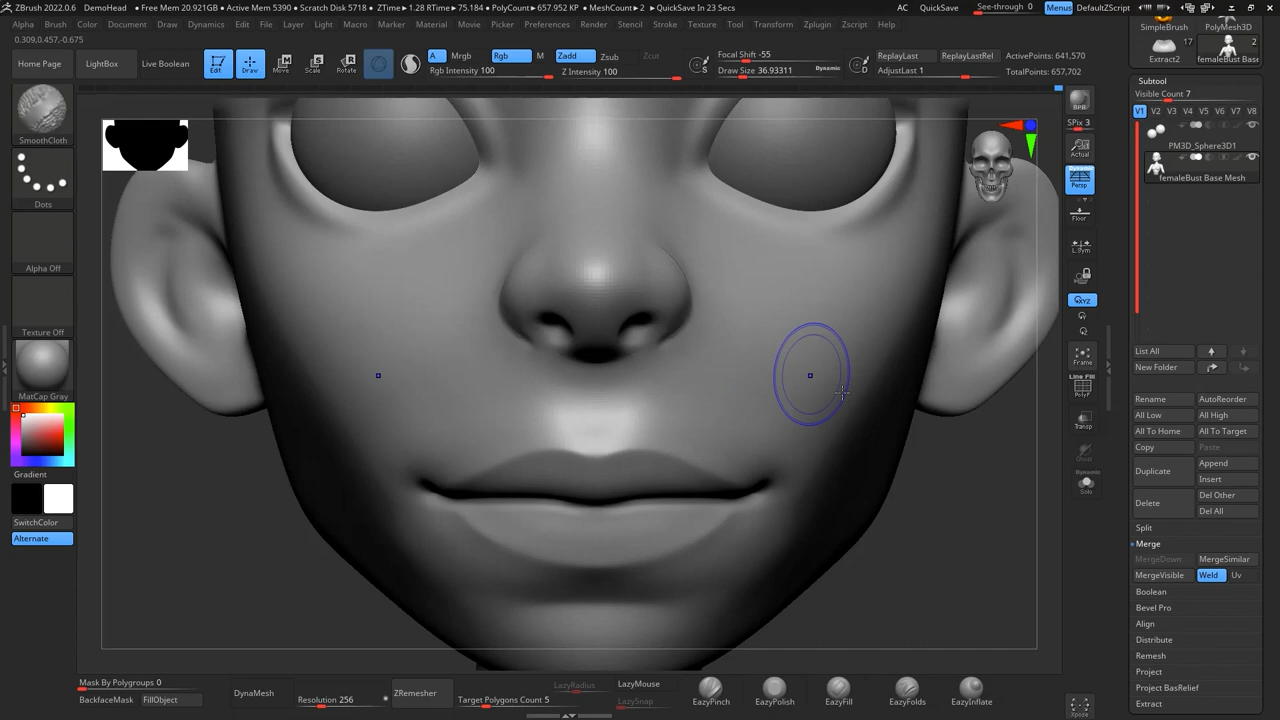 ZBrush 2022.0.6 DemoHead • Free Mem 20.921GB • Active Mem 5390 • Scratch Disk 5718 • ZTime▸1.28 RTime▸75.184 • PolyCount▸657.952 KP • MeshCount▸2 • QuickSave In 23 Secs AC QuickSave See-through 0 Menus DefaultZScript
Alpha Brush Color Document Draw Dynamics Edit File Layer Light Macro Marker Material Movie Picker Preferences Render Stencil Stroke Texture Tool Transform Zplugin Zscript Help
0.309,0.457,-0.675
Home Page LightBox Live Boolean
Edit Draw Move Scale Rotate
A Mrgb Rgb M Zadd Zsub Zcut
Rgb Intensity 100 Z Intensity 100
Focal Shift -55
Draw Size 36.93311 Dynamic
S D
ReplayLast ReplayLastRel
AdjustLast 1
ActivePoints: 641,570
TotalPoints: 657,702
SimpleBrush PolyMesh3D
17 2
Extract2 femaleBust Base
SmoothCloth
Dots
Alpha Off
Texture Off
MatCap Gray
Gradient
SwitchColor
Alternate
BPR
SPix 3
Actual
Dynamic
Persp
Floor
L.Sym
XYZ
Frame
Line Fill
PolyF
Transp
Ghost
Dynamic
Solo
Xpose
Subtool
Visible Count 7
V1 V2 V3 V4 V5 V6 V7 V8
PM3D_Sphere3D1
femaleBust Base Mesh
List All
New Folder
Rename AutoReorder
All Low All High
All To Home All To Target
Copy Paste
Duplicate Append
Insert
Delete Del Other
Del All
Split
Merge
MergeDown MergeSimilar
MergeVisible Weld Uv
Boolean
Bevel Pro
Align
Distribute
Remesh
Project
Project BasRelief
Extract
Mask By Polygroups 0
BackfaceMask FillObject
DynaMesh
Resolution 256
ZRemesher
Target Polygons Count 5
LazyRadius
LazyMouse
LazySnap
EazyPinch EazyPolish EazyFill EazyFolds EazyInflate